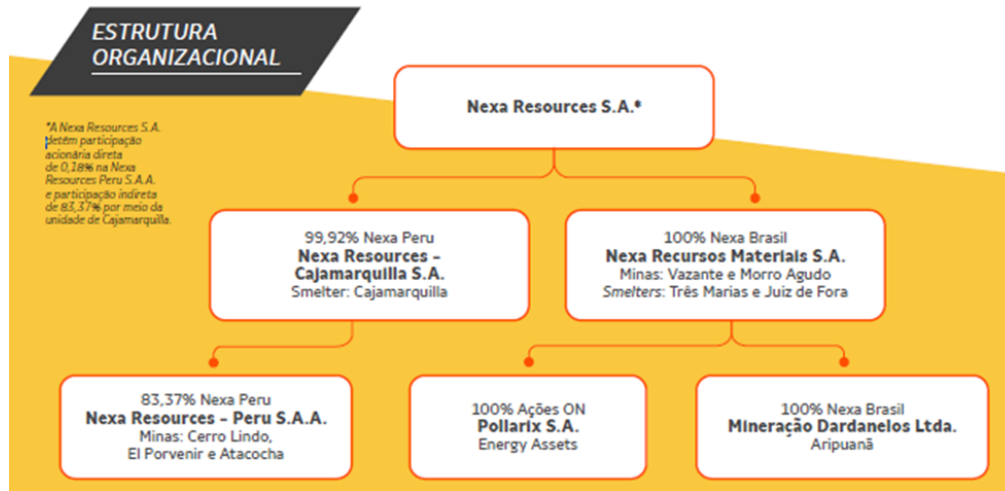 ESTRUTURA
ORGANIZACIONAL
*A Nexa Resources S.A.
detém participação
acionária direta
de 0,18% na Nexa
Resources Peru S.A.A.
e participação indireta
de 83,37% por meio da
unidade de Cajamarquilla.
Nexa Resources S.A.*
99,92% Nexa Peru
Nexa Resources –
Cajamarquilla S.A.
Smelter: Cajamarquilla
100% Nexa Brasil
Nexa Recursos Materiais S.A.
Minas: Vazante e Morro Agudo
Smelters: Três Marias e Juiz de Fora
83,37% Nexa Peru
Nexa Resources – Peru S.A.A.
Minas: Cerro Lindo,
El Porvenir e Atacocha
100% Ações ON
Pollarix S.A.
Energy Assets
100% Nexa Brasil
Mineração Dardanelos Ltda.
Aripuanã